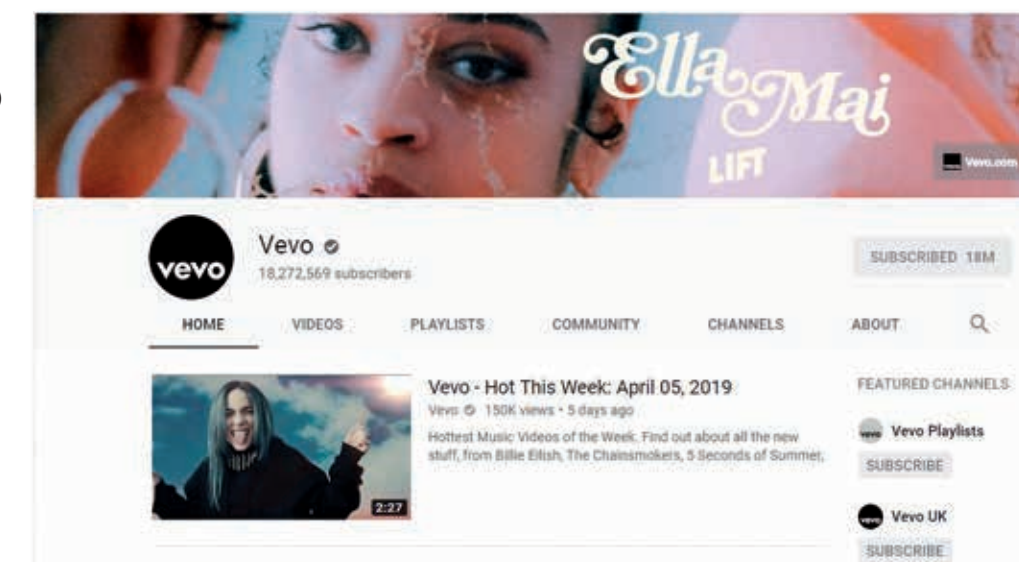 Ella Mai
LIFT
Vevo.com
vevo
Vevo
18,272,569 subscribers
SUBSCRIBED 18M
HOME VIDEOS PLAYLISTS COMMUNITY CHANNELS ABOUT
Vevo - Hot This Week: April 05, 2019
Vevo 150K views • 5 days ago
Hottest Music Videos of the Week. Find out about all the new
stuff, from Billie Eilish, The Chainsmokers, 5 Seconds of Summer,
2:27
FEATURED CHANNELS
vevo Vevo Playlists
SUBSCRIBE
vevo Vevo UK
SUBSCRIBE